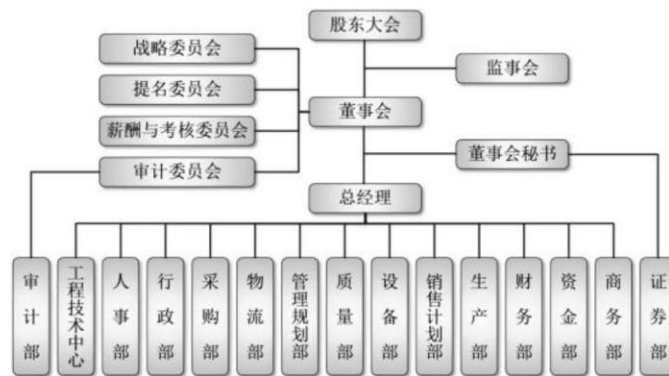 股东大会
战略委员会
监事会
提名委员会
董事会
薪酬与考核委员会
董事会秘书
审计委员会
总经理
审计部
工程技术中心
人事部
行政部
采购部
物流部
管理规划部
质量部
设备部
销售计划部
生产部
财务部
资金部
商务部
证券部